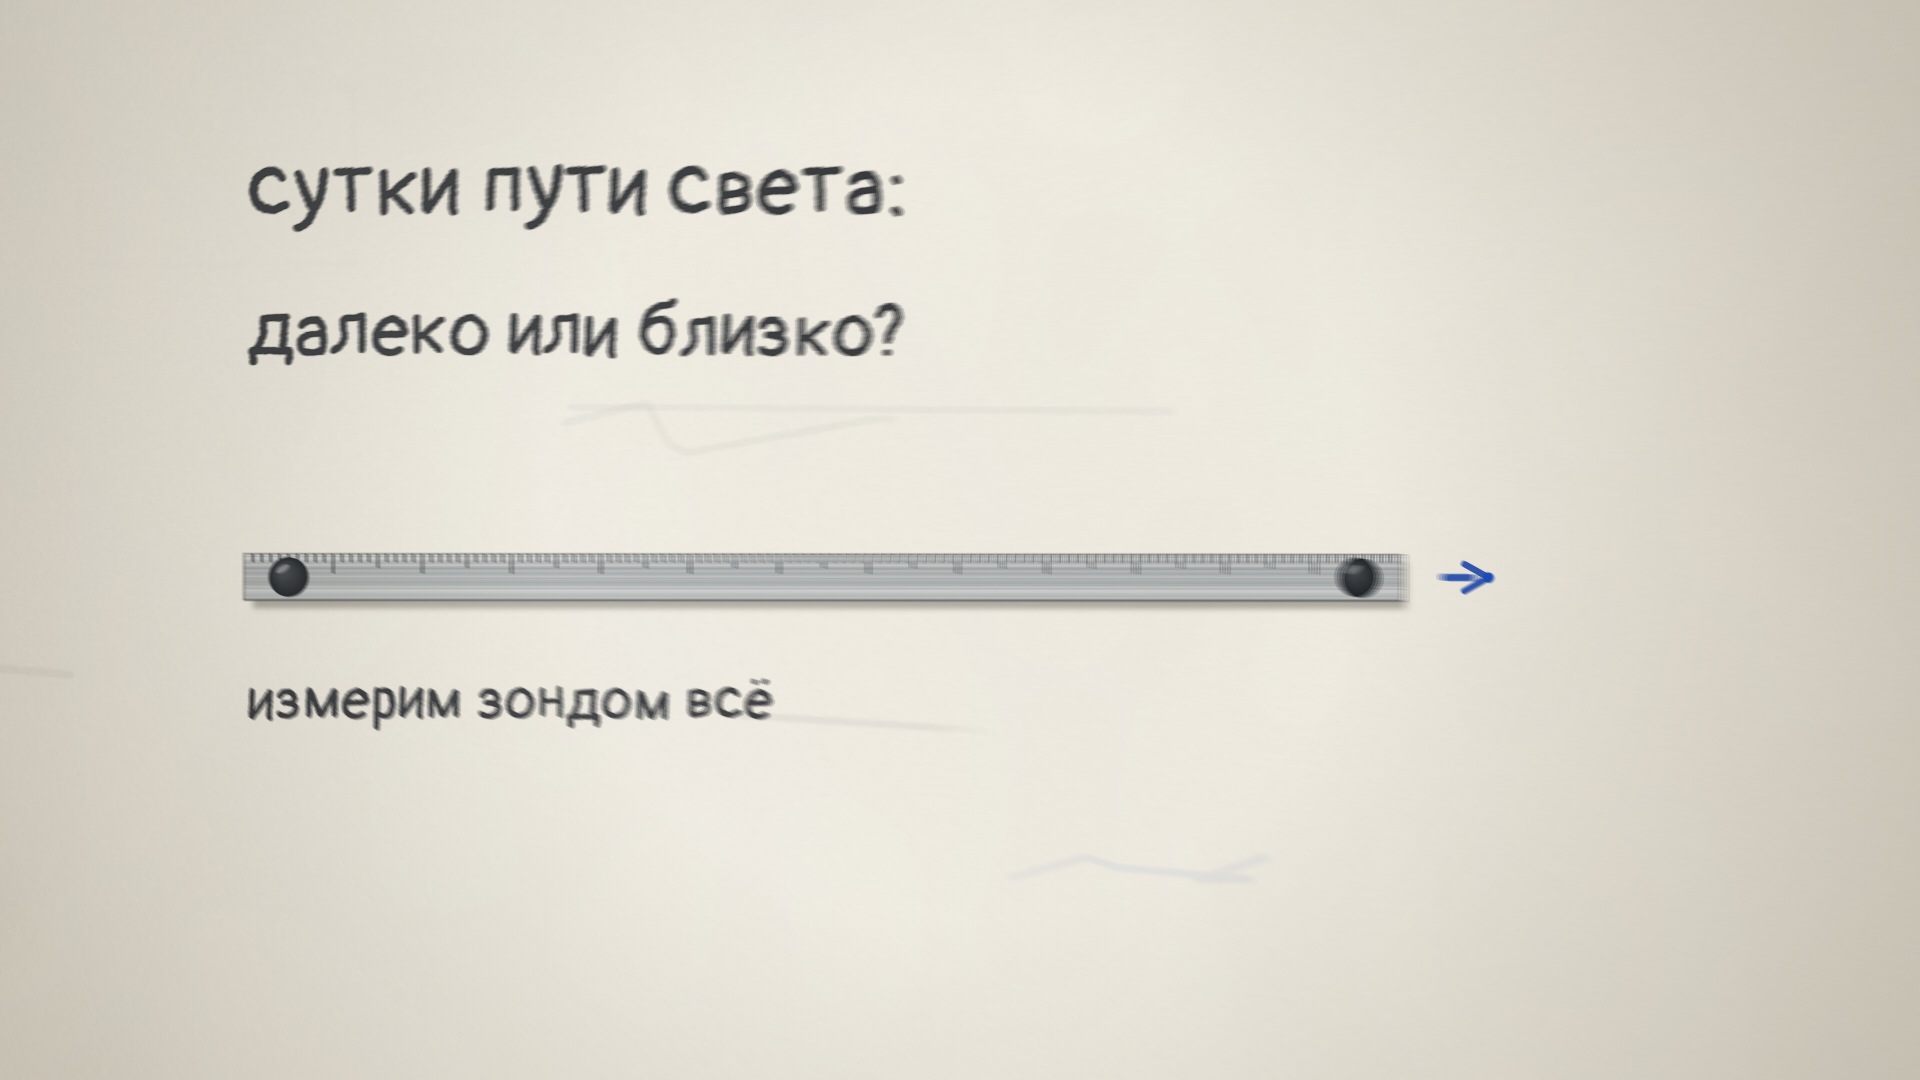 сутки пути света:
далеко или близко?
измерим зондом всё